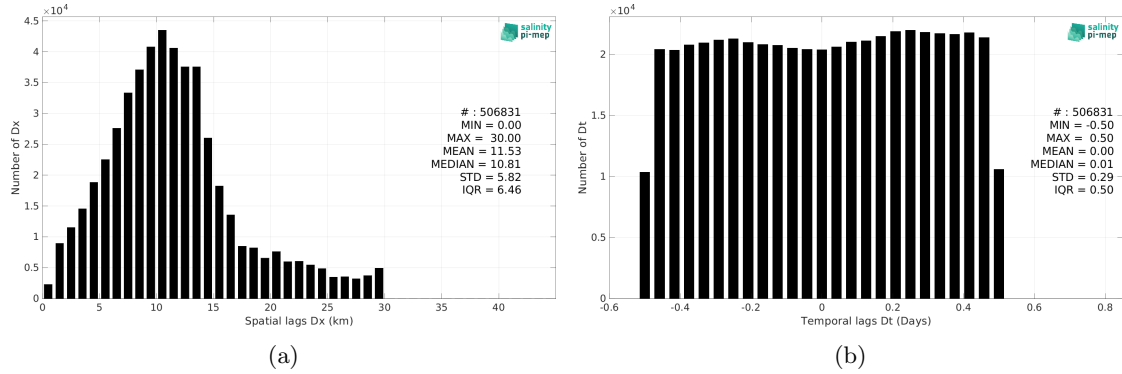 ×10⁴
4.5
4
3.5
3
2.5
2
1.5
1
0.5
0
Number of Dx
salinity
pi-mep
# : 506831
MIN = 0.00
MAX = 30.00
MEAN = 11.53
MEDIAN = 10.81
STD = 5.82
IQR = 6.46
0 5 10 15 20 25 30 35 40
Spatial lags Dx (km)
(a)
×10⁴
2
1.5
1
0.5
0
Number of Dt
salinity
pi-mep
# : 506831
MIN = -0.50
MAX = 0.50
MEAN = 0.00
MEDIAN = 0.01
STD = 0.29
IQR = 0.50
-0.6 -0.4 -0.2 0 0.2 0.4 0.6 0.8
Temporal lags Dt (Days)
(b)